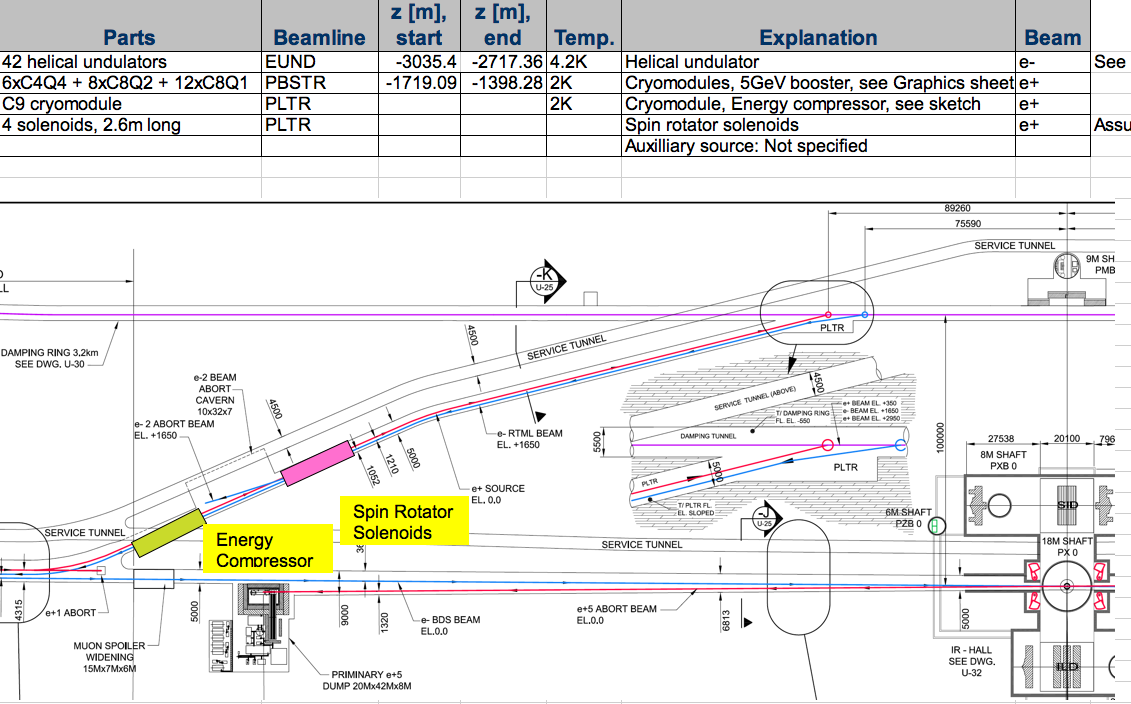 z [m], z [m],
Parts Beamline start end Temp. Explanation Beam
42 helical undulators EUND -3035.4 -2717.36 4.2K Helical undulator e- See
6xC4Q4 + 8xC8Q2 + 12xC8Q1 PBSTR -1719.09 -1398.28 2K Cryomodules, 5GeV booster, see Graphics sheet e+
C9 cryomodule PLTR 2K Cryomodule, Energy compressor, see sketch e+
4 solenoids, 2.6m long PLTR Spin rotator solenoids e+ Assu
Auxilliary source: Not specified
89260
75590
SERVICE TUNNEL
9M SH
PMB
-K
U-25
LL
PLTR
4500
SERVICE TUNNEL
DAMPING RING 3,2km
SEE DWG. U-30
e-2 BEAM
ABORT
CAVERN
10x32x7
4500
e- 2 ABORT BEAM
EL. +1650
SERVICE TUNNEL (ABOVE)
4500
T/ DAMPING RING
FL. EL. -550
e+ BEAM EL. +350
e- BEAM EL. +1650
e+ BEAM EL. +2950
5500
DAMPING TUNNEL
PLTR
5000
PLTR
T/ PLTR FL.
EL. SLOPED
100000
e- RTML BEAM
EL. +1650
1052
1210
5000
e+ SOURCE
EL, 0.0
27538 20100 796
8M SHAFT
PXB 0
SiD
6M SHAFT
PZB 0
18M SHAFT
PX 0
Spin Rotator
Solenoids
-J
U-25
SERVICE TUNNEL
Energy
Compressor
SERVICE TUNNEL
e+1 ABORT
4315
5000
9000
1320
e- BDS BEAM
EL.0.0
e+5 ABORT BEAM
EL.0.0
6813
5000
MUON SPOILER
WIDENING
15Mx7Mx6M
PRIMINARY e+5
DUMP 20Mx42Mx8M
IR - HALL
SEE DWG.
U-32
ILD